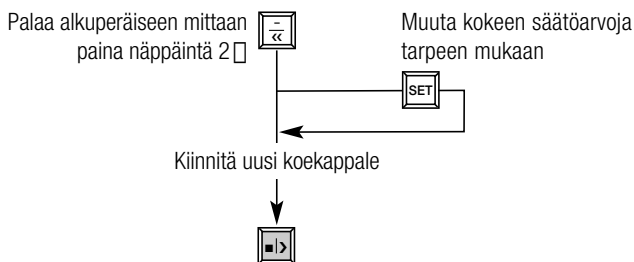 Palaa alkuperäiseen mittaan
paina näppäintä 2□
- «
Muuta kokeen säätöarvoja
tarpeen mukaan
SET
Kiinnitä uusi koekappale